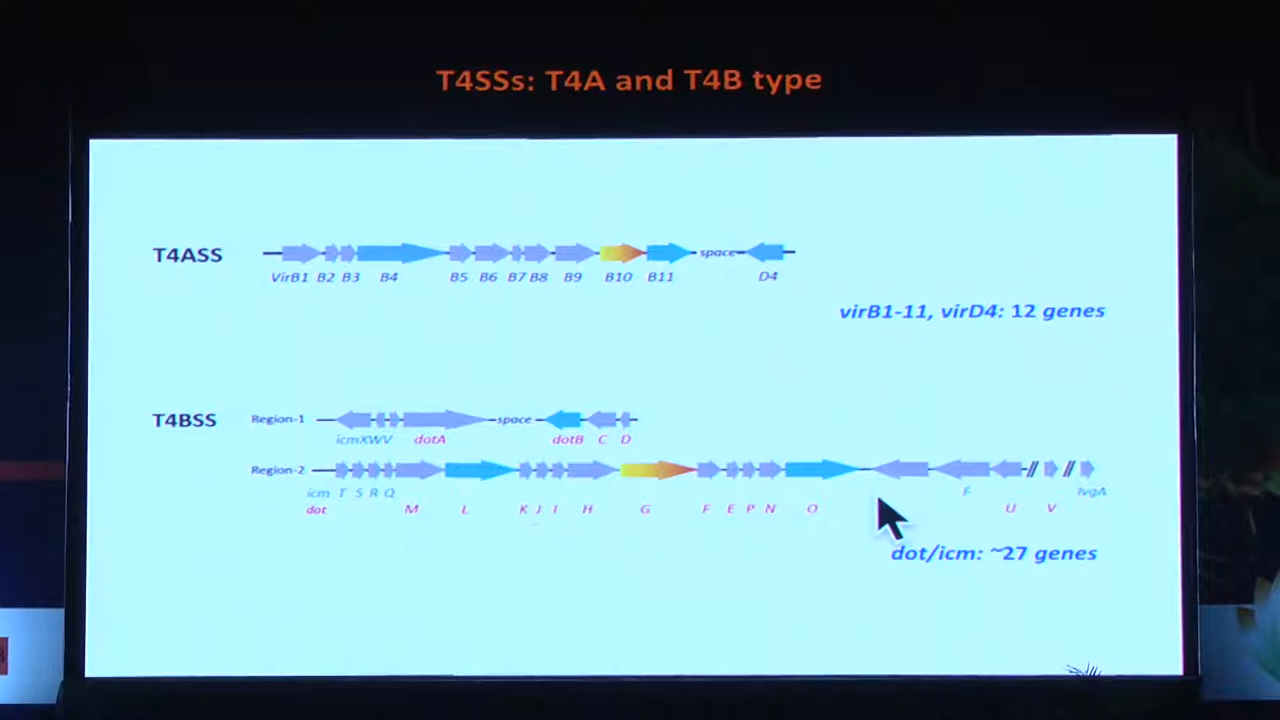 T4SSs: T4A and T4B type
T4ASS
space
VirB1 B2 B3 B4 B5 B6 B7 B8 B9 B10 B11 D4
virB1-11, virD4: 12 genes
T4BSS
Region-1
space
icmXWV dotA dotB C D
Region-2
icm T S R Q F lvgA
dot M L K J I H G F E P N O U V
dot/icm: ~27 genes